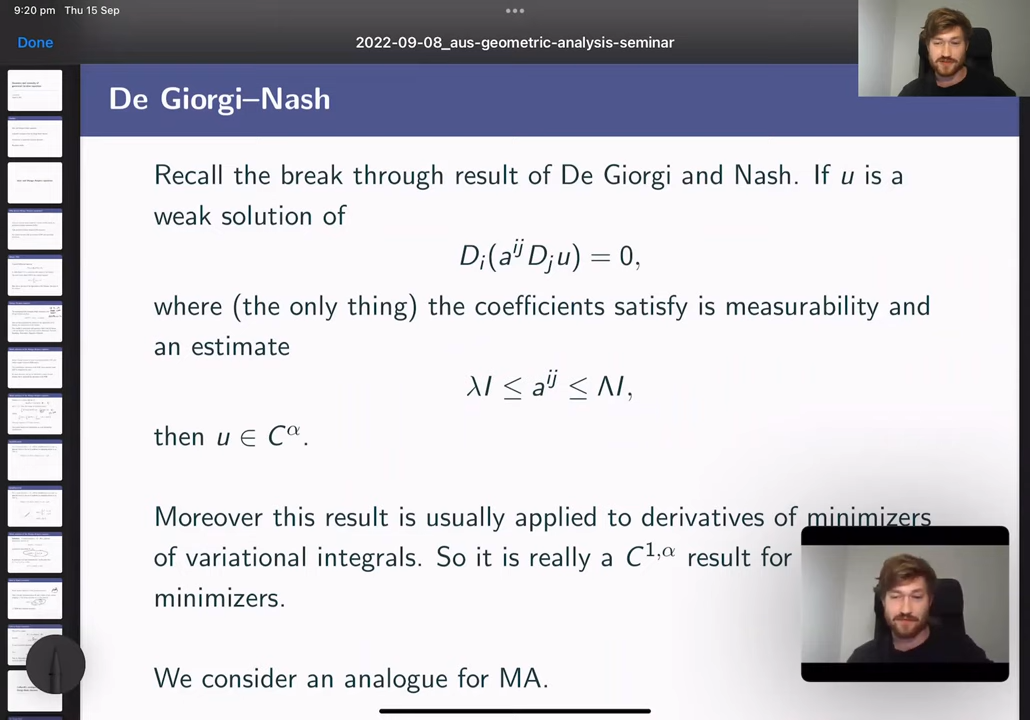 9:20 pm Thu 15 Sep
Done
2022-09-08_aus-geometric-analysis-seminar
De Giorgi–Nash
Recall the break through result of De Giorgi and Nash. If u is a
weak solution of
D_i(a^{ij}D_ju) = 0,
where (the only thing) the coefficients satisfy is measurability and
an estimate
λI ≤ a^{ij} ≤ ΛI,
then u ∈ C^α.
Moreover this result is usually applied to derivatives of minimizers
of variational integrals. So it is really a C^{1,α} result for
minimizers.
We consider an analogue for MA.